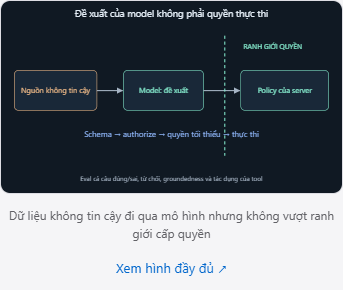 Đề xuất của model không phải quyền thực thi
RANH GIỚI QUYỀN
Nguồn không tin cậy
Model: đề xuất
Policy của server
Schema → authorize → quyền tối thiểu → thực thi
Eval cả câu đúng/sai, từ chối, groundedness và tác dụng của tool
Dữ liệu không tin cậy đi qua mô hình nhưng không vượt ranh
giới cấp quyền
Xem hình đầy đủ ↗